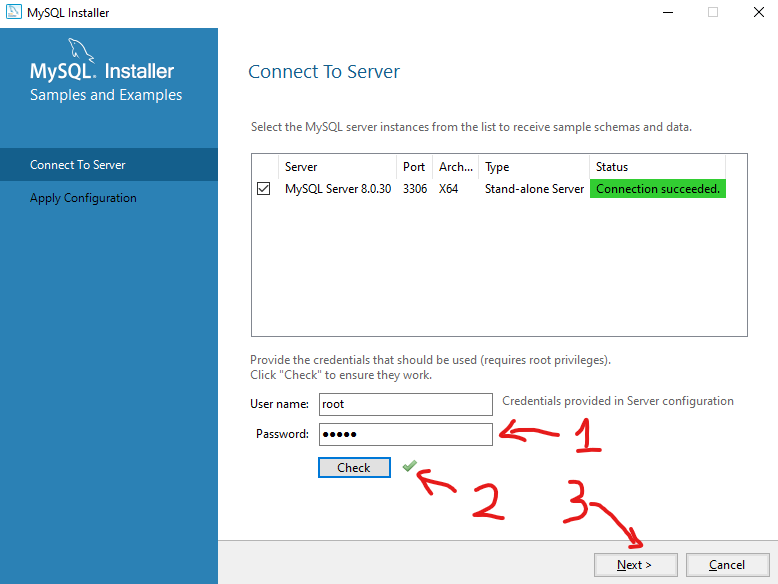 MySQL Installer
MySQL. Installer
Samples and Examples
Connect To Server
Apply Configuration
Connect To Server
Select the MySQL server instances from the list to receive sample schemas and data.
Server Port Arch... Type Status
MySQL Server 8.0.30 3306 X64 Stand-alone Server Connection succeeded.
Provide the credentials that should be used (requires root privileges).
Click "Check" to ensure they work.
User name: root Credentials provided in Server configuration
Password: ●●●●● 1
Check 2
3
Next > Cancel